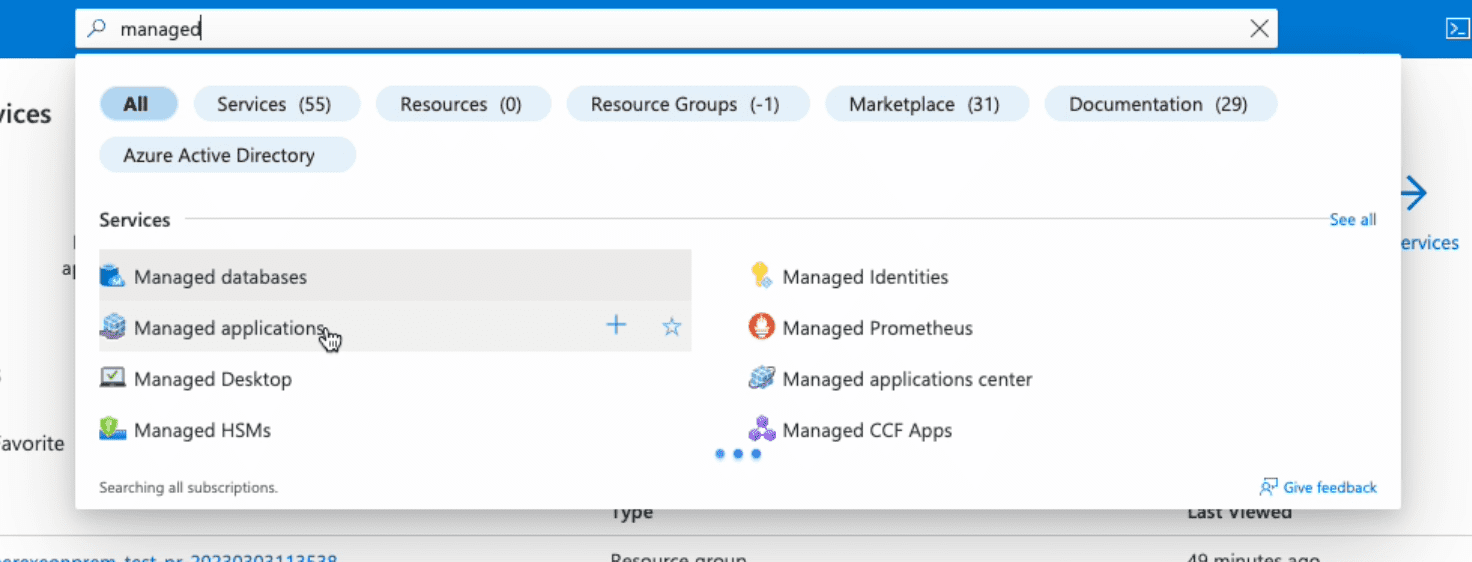 managed
All Services (55) Resources (0) Resource Groups (-1) Marketplace (31) Documentation (29)
vices
Azure Active Directory
Services See all
ervices
Managed databases Managed Identities
Managed applications Managed Prometheus
Managed Desktop Managed applications center
Managed HSMs Managed CCF Apps
avorite
Searching all subscriptions. Give feedback
Type Last Viewed
Resource group 49 minutes ago